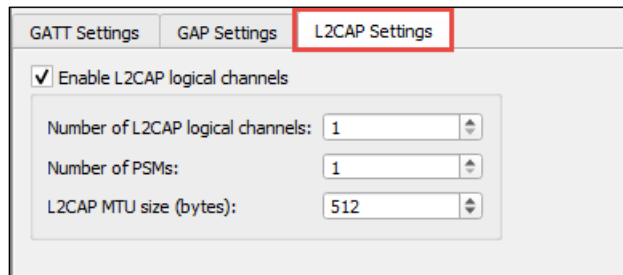 GATT Settings GAP Settings L2CAP Settings
Enable L2CAP logical channels
Number of L2CAP logical channels: 1
Number of PSMs: 1
L2CAP MTU size (bytes): 512